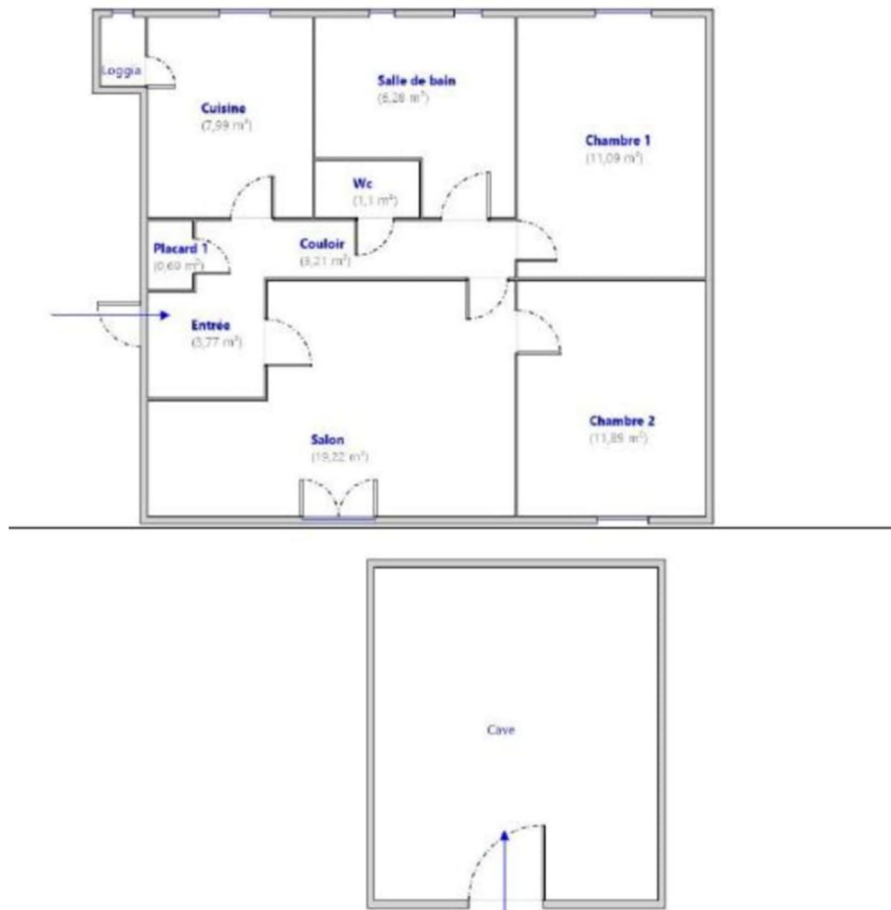 Loggia
Cuisine
(7,99 m²)
Salle de bain
(6,28 m²)
Chambre 1
(11,09 m²)
Wc
(1,1 m²)
Placard 1
(0,69 m²)
Couloir
(3,21 m²)
Entrée
(3,77 m²)
Chambre 2
(11,89 m²)
Salon
(19,22 m²)
Cave